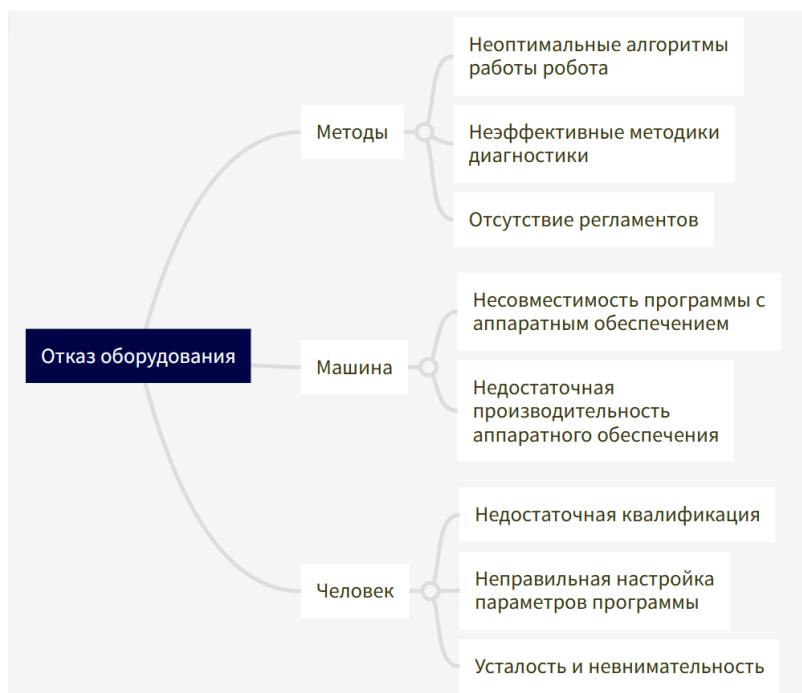 Отказ оборудования
Методы
Неоптимальные алгоритмы
работы робота
Неэффективные методики
диагностики
Отсутствие регламентов
Машина
Несовместимость программы с
аппаратным обеспечением
Недостаточная
производительность
аппаратного обеспечения
Человек
Недостаточная квалификация
Неправильная настройка
параметров программы
Усталость и невнимательность